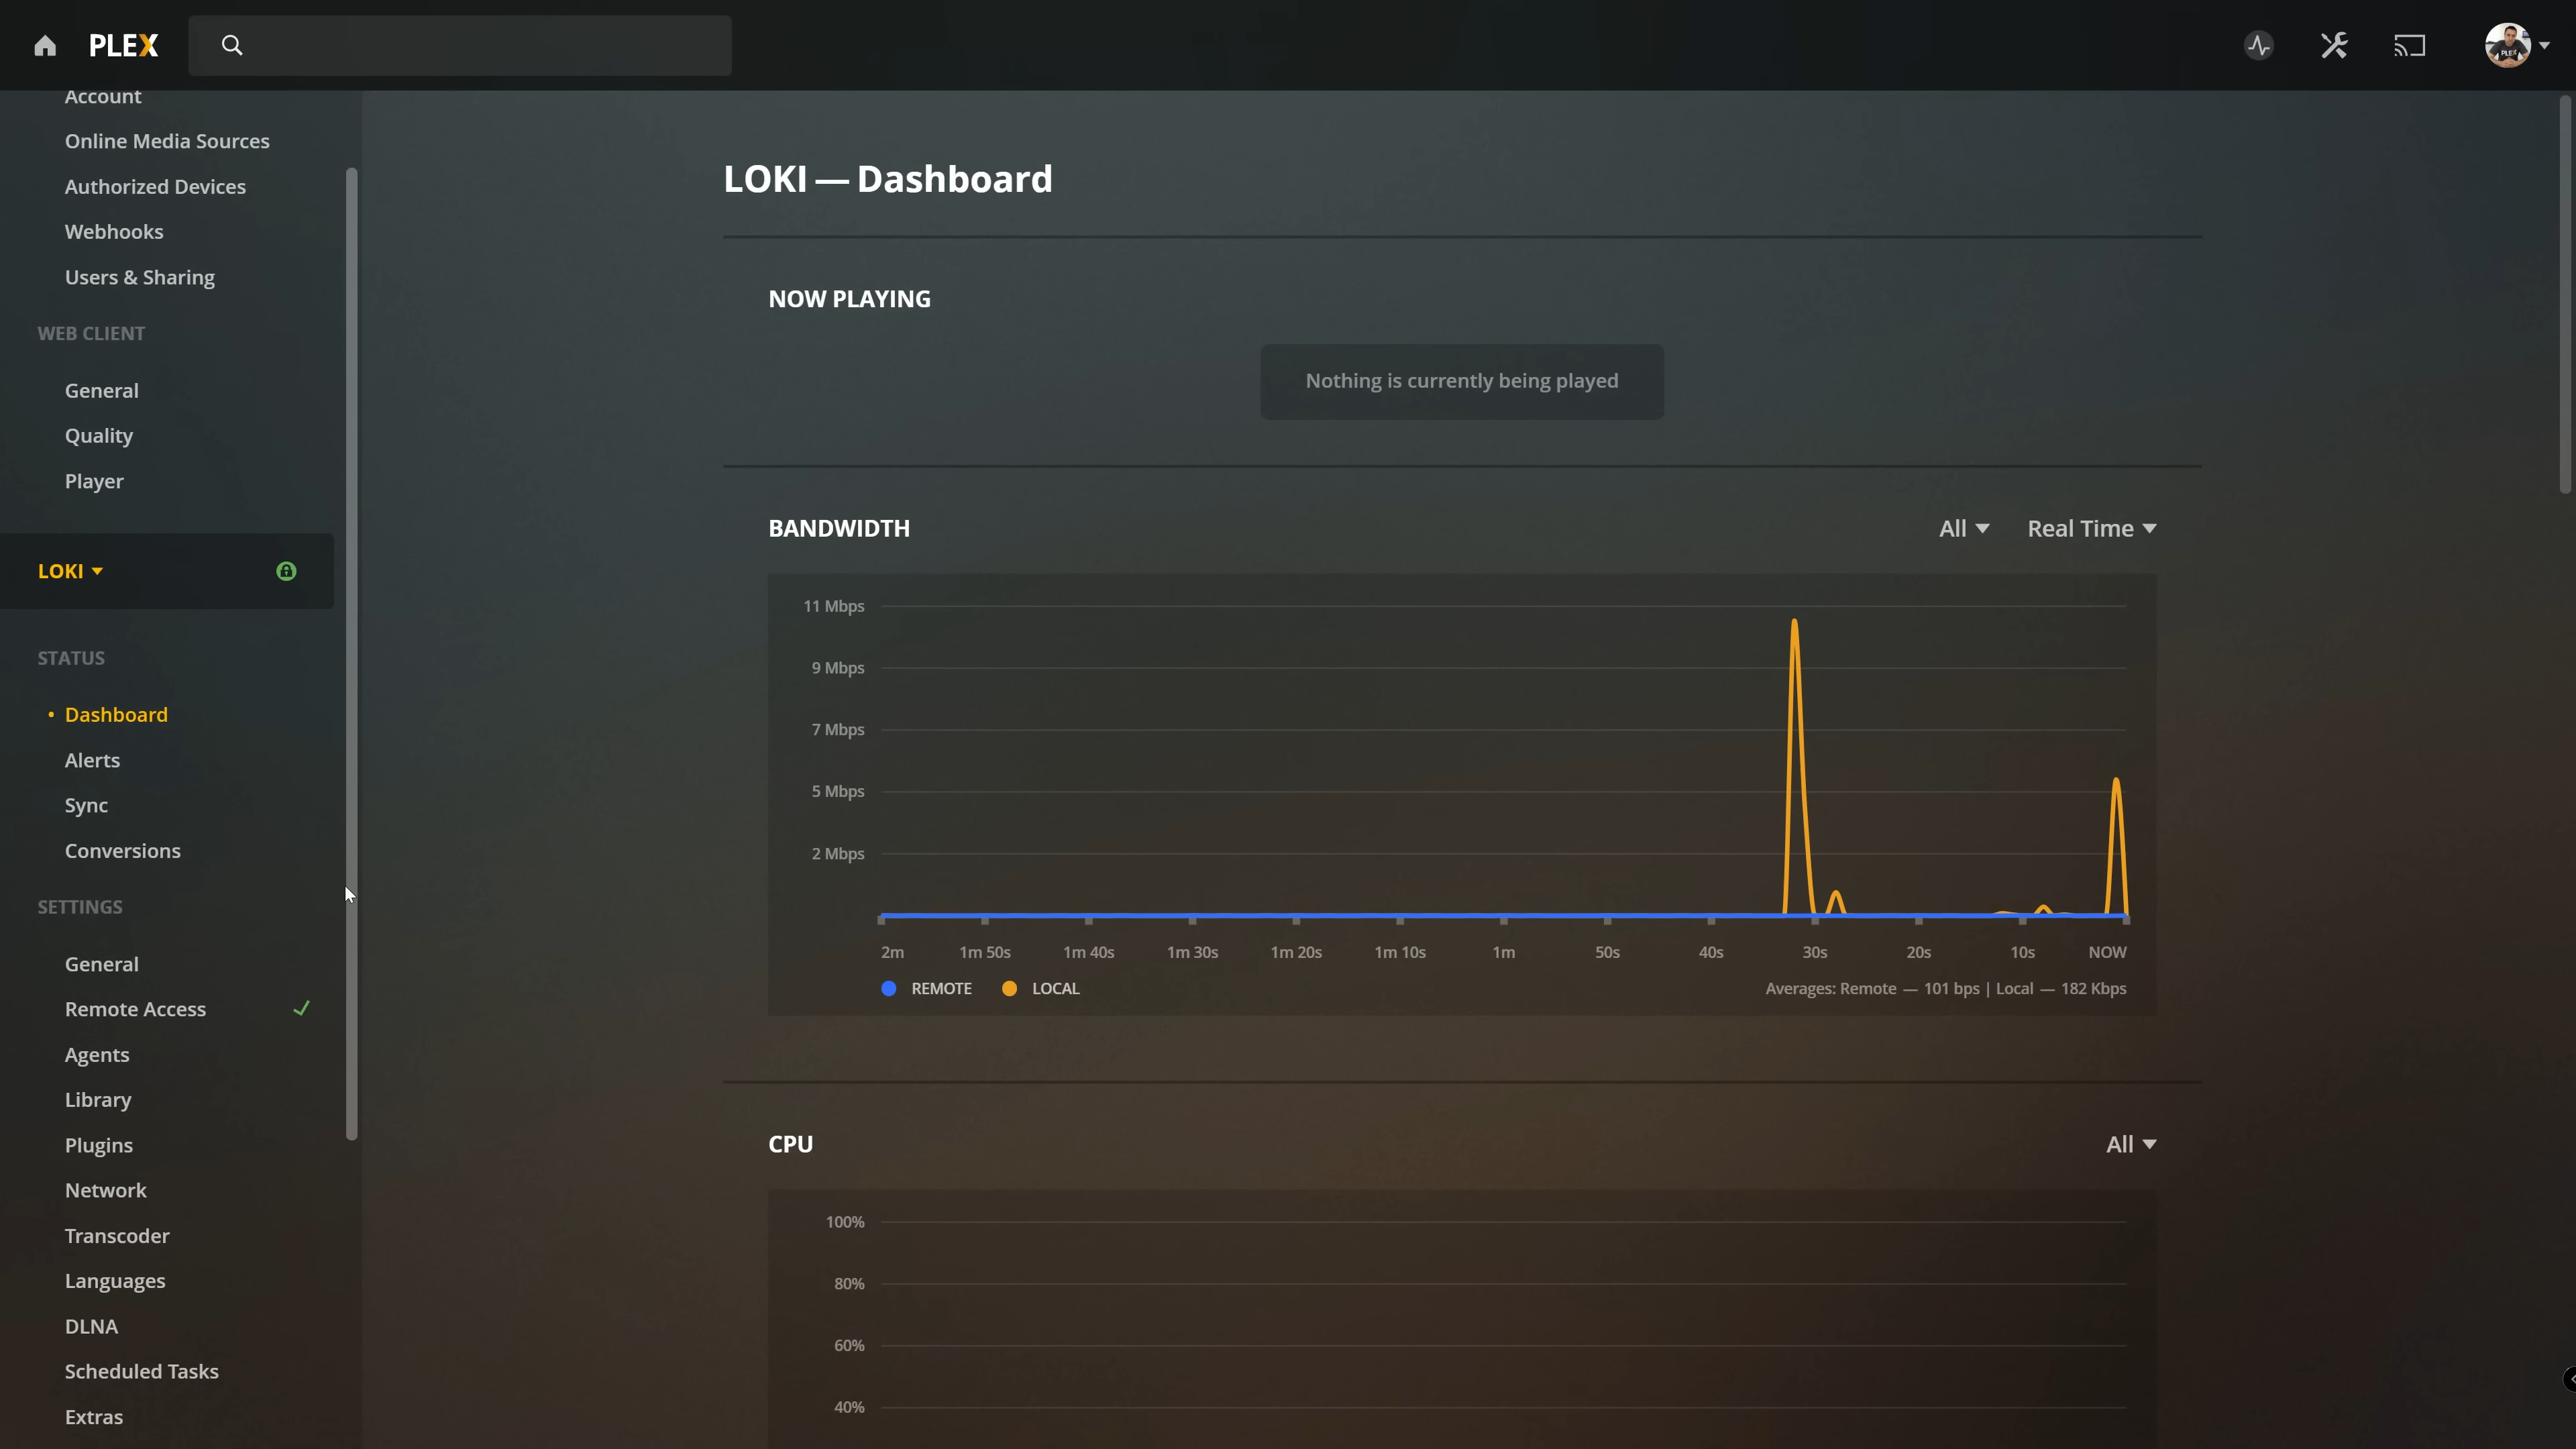 PLEX
Account
Online Media Sources
Authorized Devices
Webhooks
Users & Sharing
WEB CLIENT
General
Quality
Player
LOKI
STATUS
• Dashboard
Alerts
Sync
Conversions
SETTINGS
General
Remote Access
Agents
Library
Plugins
Network
Transcoder
Languages
DLNA
Scheduled Tasks
Extras
LOKI — Dashboard
NOW PLAYING
Nothing is currently being played
BANDWIDTH
All Real Time
11 Mbps
9 Mbps
7 Mbps
5 Mbps
2 Mbps
2m 1m 50s 1m 40s 1m 30s 1m 20s 1m 10s 1m 50s 40s 30s 20s 10s NOW
REMOTE LOCAL Averages: Remote — 101 bps | Local — 182 Kbps
CPU All
100%
80%
60%
40%